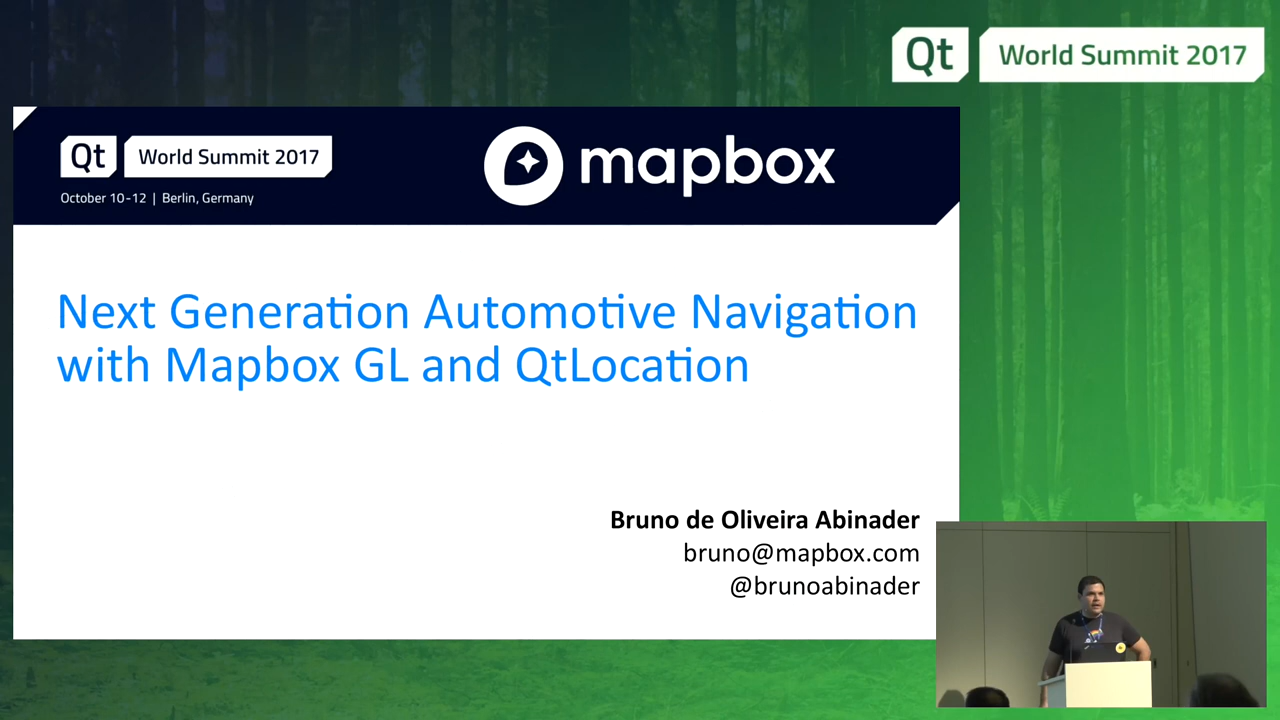 Qt World Summit 2017
Qt World Summit 2017
October 10-12 | Berlin, Germany
mapbox
Next Generation Automotive Navigation
with Mapbox GL and QtLocation
Bruno de Oliveira Abinader
bruno@mapbox.com
@brunoabinader